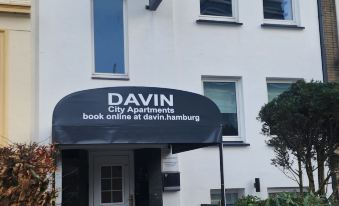 DAVIN
City Apartments
book online at davin.hamburg